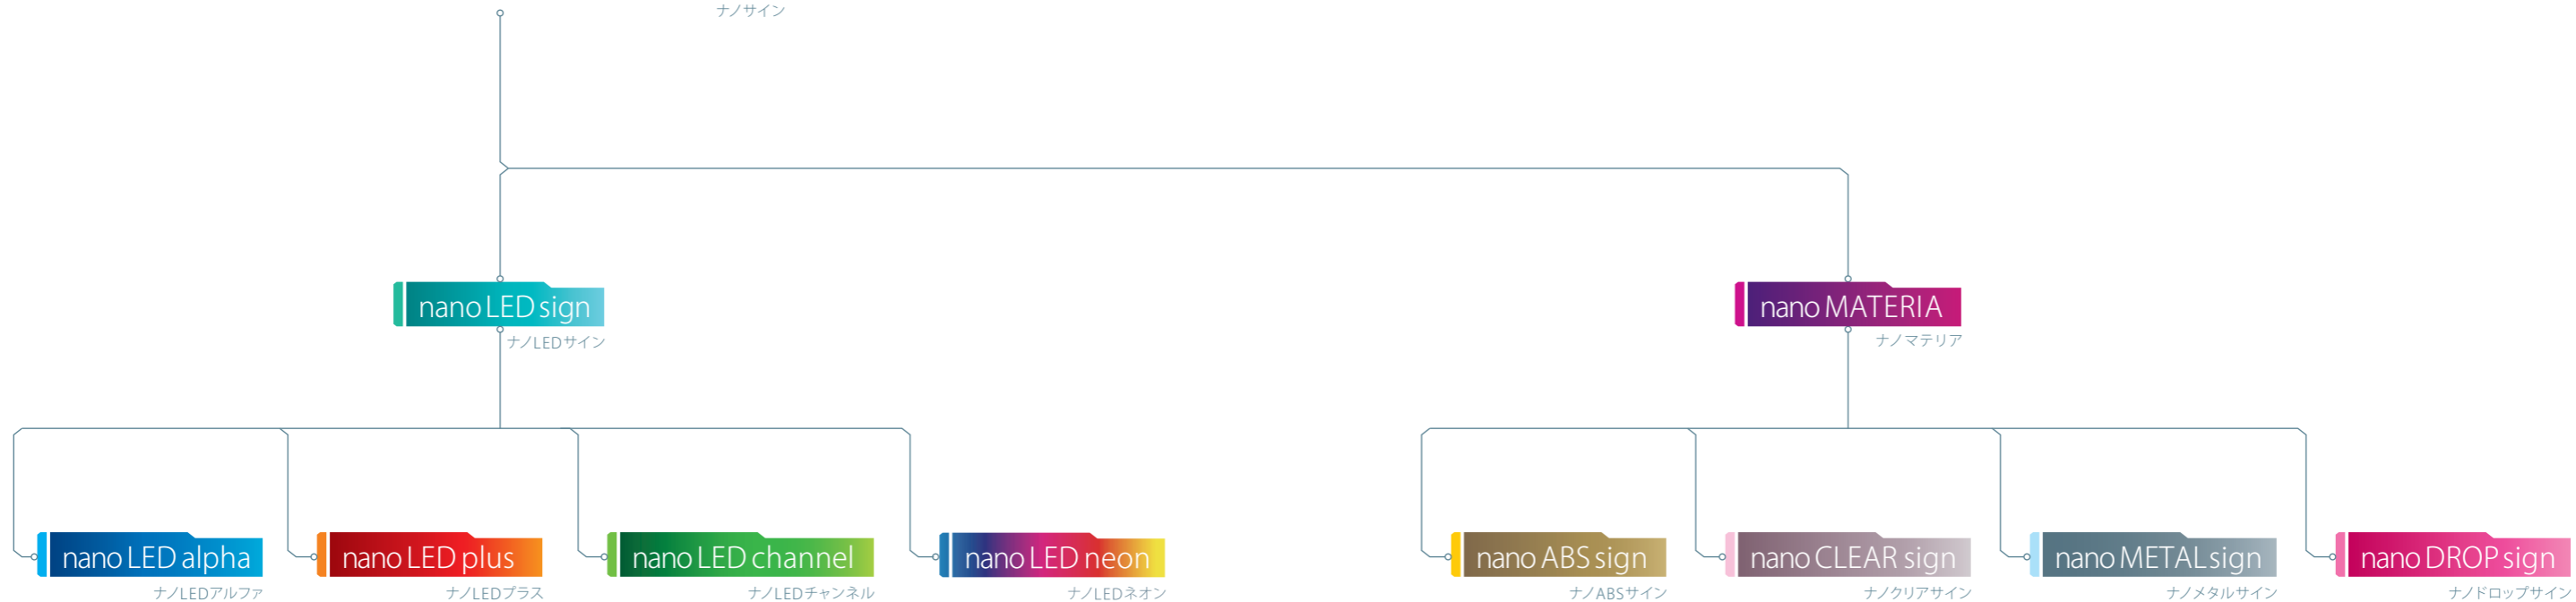 ナノサイン
nano LED sign
ナノLEDサイン
nano MATERIA
ナノマテリア
nano LED alpha
ナノLEDアルファ
nano LED plus
ナノLEDプラス
nano LED channel
ナノLEDチャンネル
nano LED neon
ナノLEDネオン
nano ABS sign
ナノABSサイン
nano CLEAR sign
ナノクリアサイン
nano METAL sign
ナノメタルサイン
nano DROP sign
ナノドロップサイン